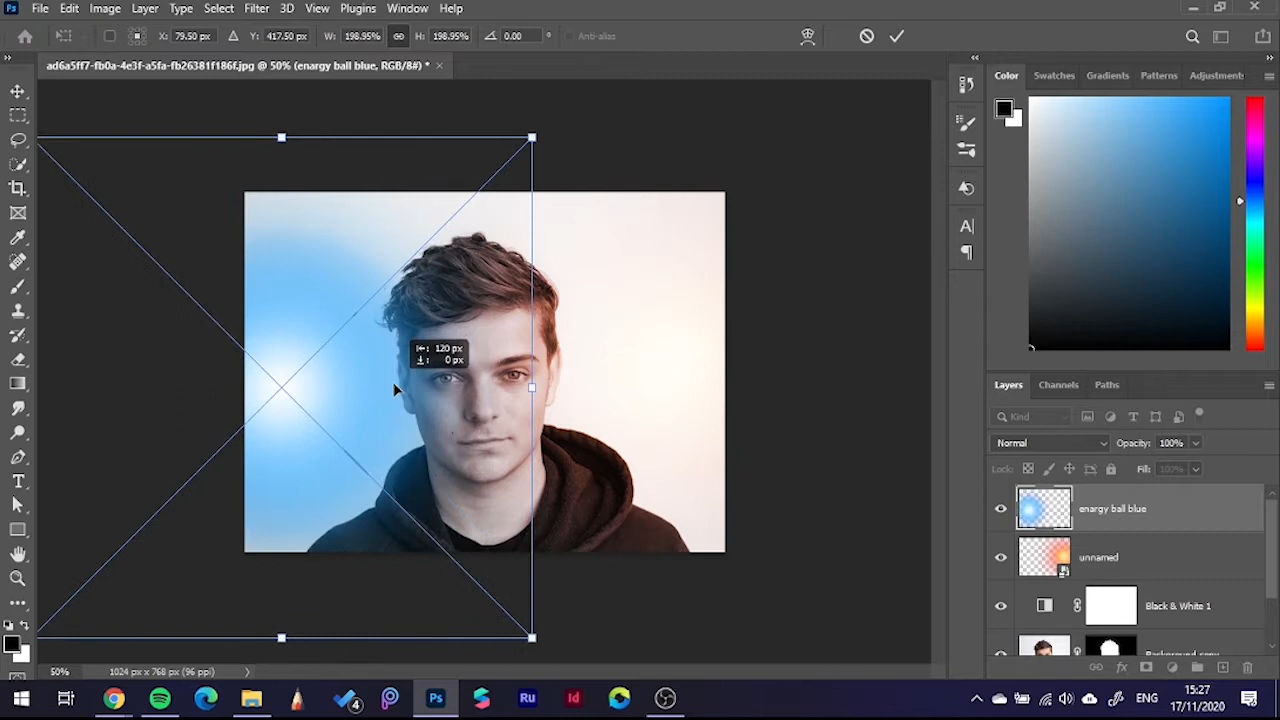 Ps File Edit Image Layer Type Select Filter 3D View Plugins Window Help
X: 79.50 px Y: 417.50 px W: 198.95% H: 198.95% 0.00 ° Anti-alias
ad6a5ff7-fb0a-4e3f-a5fa-fb26381f186f.jpg @ 50% (enargy ball blue, RGB/8#) *
Color Swatches Gradients Patterns Adjustments
A|
120 px
0 px
Layers Channels Paths
Kind
Normal Opacity: 100%
Lock: Fill: 100%
enargy ball blue
unnamed
Black & White 1
Background copy
50% 1024 px x 768 px (96 ppi)
4 Ps Ru Id ENG 15:27
17/11/2020